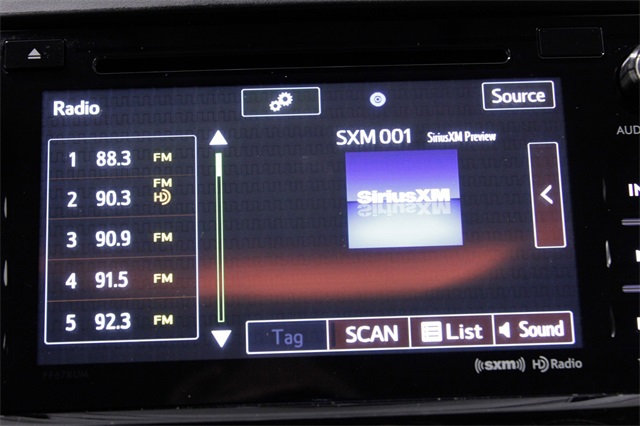 Radio
Source
SXM 001 SiriusXM Preview
SiriusXM
1 88.3 FM
2 90.3 FM HD
3 90.9 FM
4 91.5 FM
5 92.3 FM
Tag SCAN List Sound
sxm HD Radio
AUD